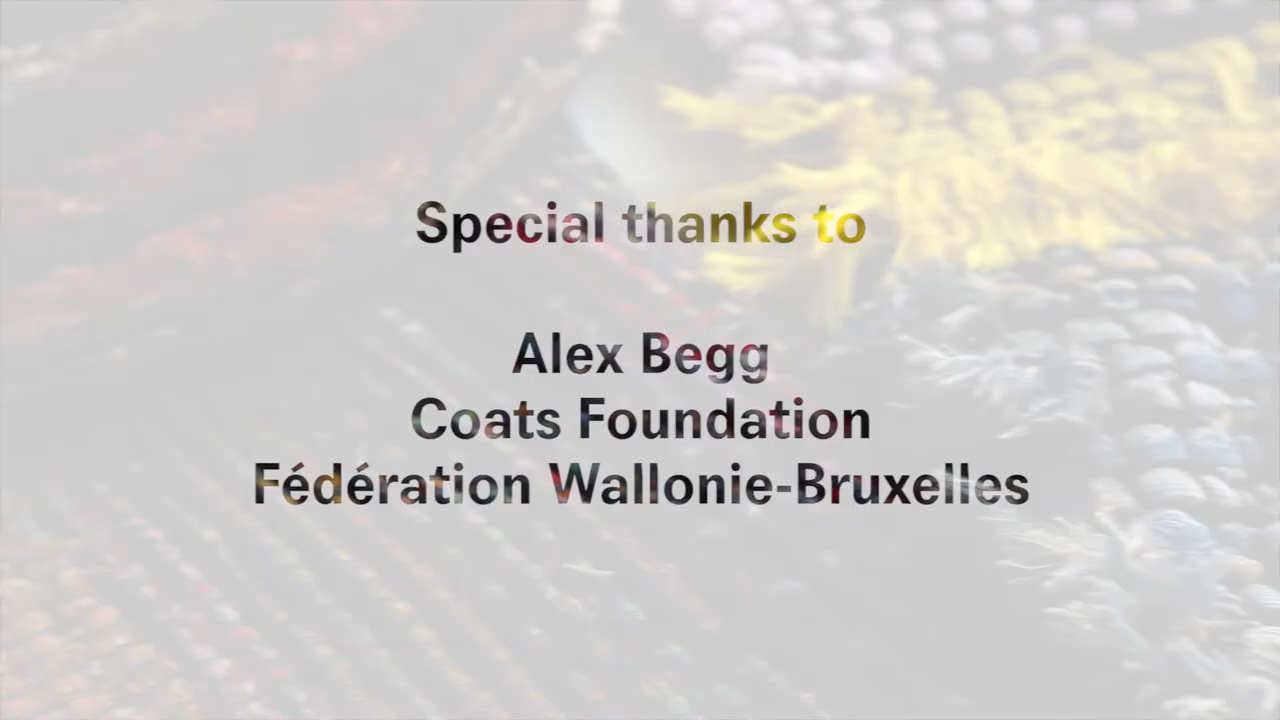 Special thanks to
Alex Begg
Coats Foundation
Fédération Wallonie-Bruxelles